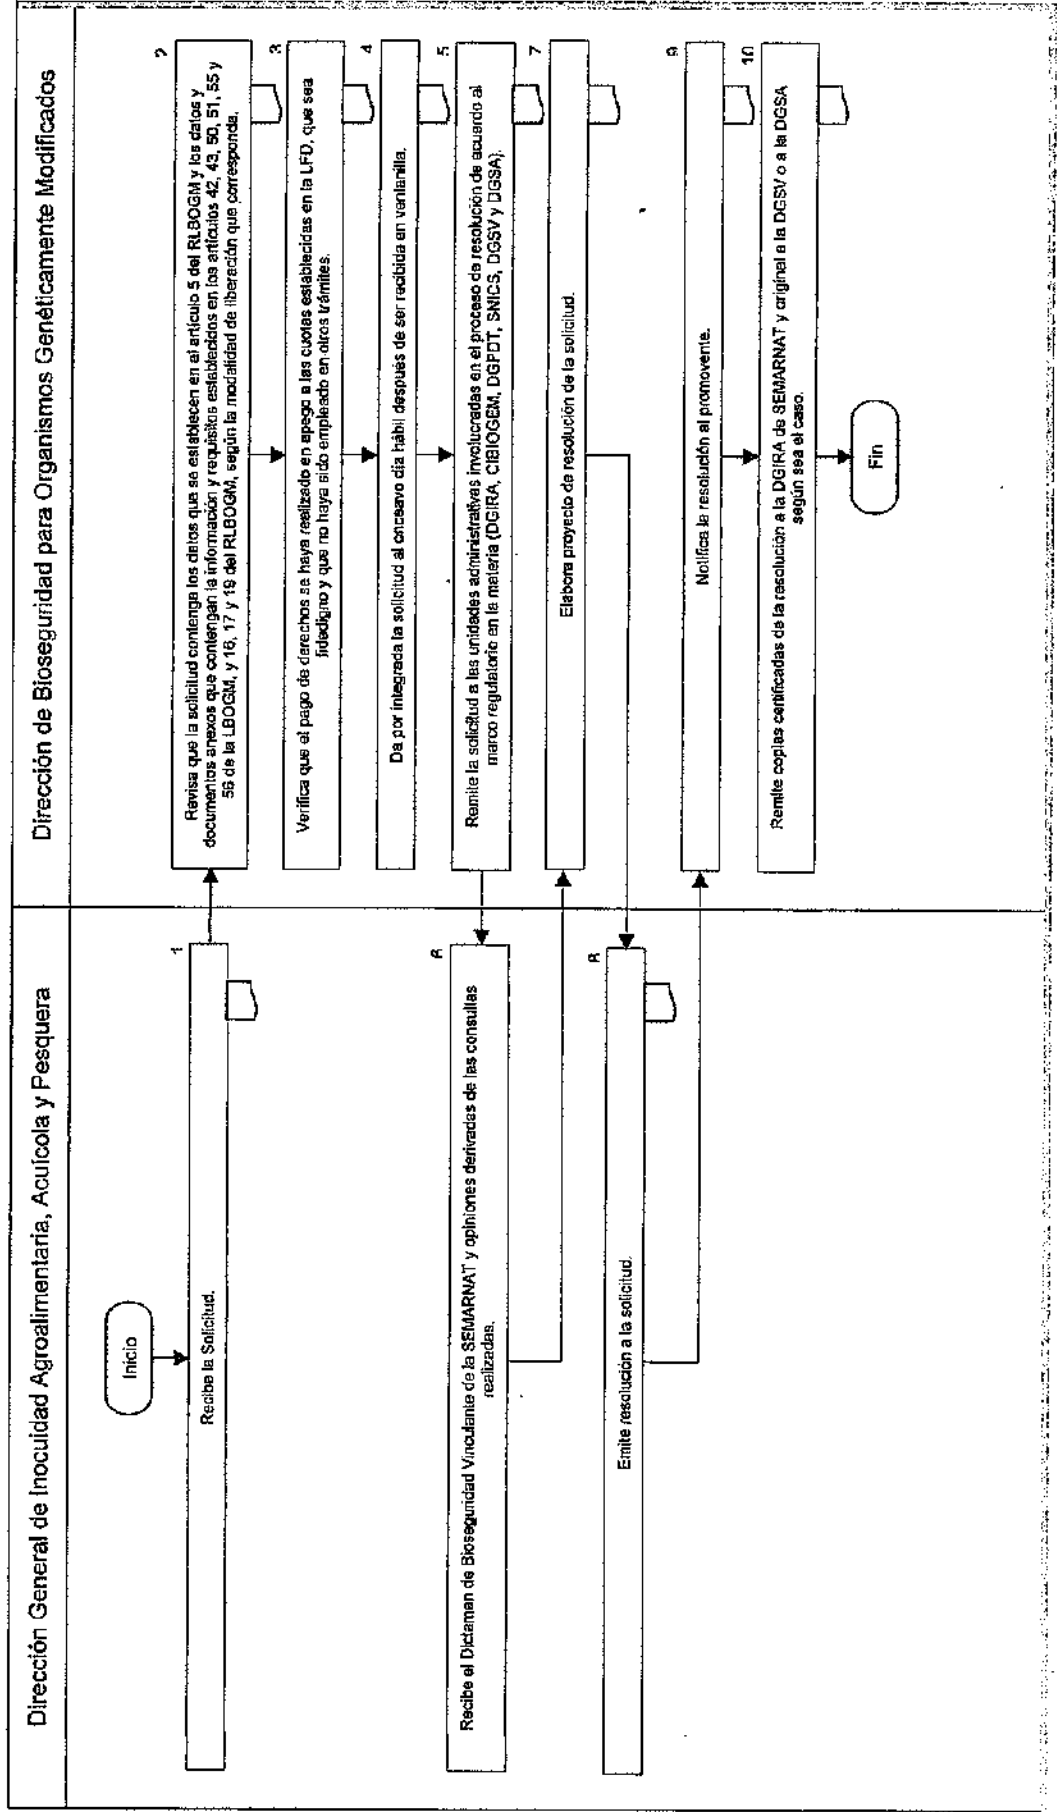 Dirección General de Inocuidad Agroalimentaria, Acuícola y Pesquera
Dirección de Bioseguridad para Organismos Genéticamente Modificados
Inicio
1
Recibe la Solicitud.
2
Revisa que la solicitud contenga los datos que se establecen en el artículo 5 del RLBOGM y los datos y
documentos anexos que contengan la información y requisitos establecidos en los artículos 42, 43, 50, 51, 55 y
56 de la LBOGM, y 16, 17 y 19 del RLBOGM, según la modalidad de liberación que corresponda.
3
Verifica que el pago de derechos se haya realizado en apego a las cuotas establecidas en la LFD, que sea
fidedigno y que no haya sido empleado en otros trámites.
4
Da por integrada la solicitud al onceavo día hábil después de ser recibida en ventanilla.
5
Remite la solicitud a las unidades administrativas involucradas en el proceso de resolución de acuerdo al
marco regulatorio en la materia (DGIRA, CIBIOGEM, DGPDT, SNICS, DGSV y DGSA).
6
Recibe el Dictamen de Bioseguridad Vinculante de la SEMARNAT y opiniones derivadas de las consultas
realizadas.
7
Elabora proyecto de resolución de la solicitud.
8
Emite resolución a la solicitud.
9
Notifica la resolución al promovente.
10
Remite copias certificadas de la resolución a la DGIRA de SEMARNAT y original a la DGSV o a la DGSA
según sea el caso.
Fin